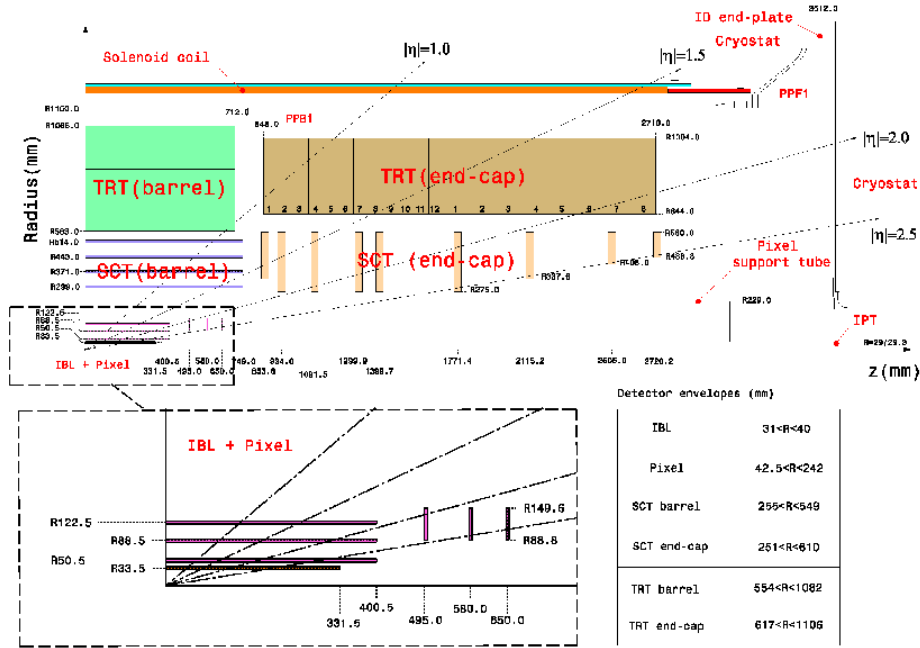 ID end-plate
3512.0
Cryostat
|η|=1.0
|η|=1.5
Solenoid coil
PPF1
R1150.0
712.0
PPB1
R1066.0
848.0
2710.0
R1004.0
|η|=2.0
TRT(barrel)
TRT(end-cap)
Cryostat
Radius(mm)
1 2 3 4 5 6 7 8 9 10 11 12 1 2 3 4 5 6 7 8
R644.0
R563.0
R514.0
R443.0
R371.0
R299.0
SCT(barrel)
SCT (end-cap)
R560.0
R438.8
R408.0
R337.6
R275.0
|η|=2.5
Pixel
support tube
R122.5
R88.5
R50.5
R33.5
R229.0
IPT
R=29/29.3
IBL + Pixel
400.5 580.0 749.0 934.0 1299.9 1771.4 2115.2 2505.0 2720.2
331.5 495.0 650.0 853.8 1091.5 1399.7
z(mm)
IBL + Pixel
R122.5
R88.5
R50.5
R33.5
R149.6
R88.8
400.5
331.5
495.0
580.0
650.0
Detector envelopes (mm)
IBL 31<R<40
Pixel 42.5<R<242
SCT barrel 255<R<549
SCT end-cap 251<R<610
TRT barrel 554<R<1082
TRT end-cap 617<R<1106